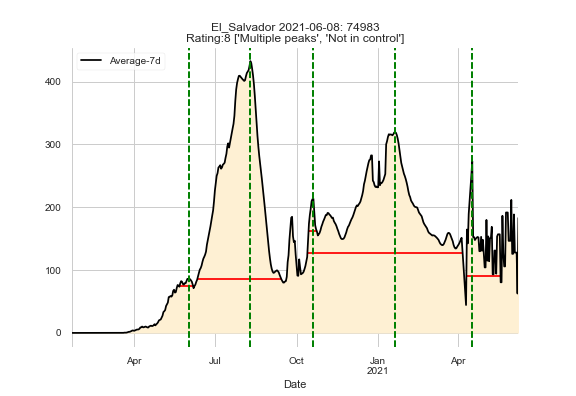 El_Salvador 2021-06-08: 74983
Rating:8 ['Multiple peaks', 'Not in control']
Average-7d
400
300
200
100
0
Apr
Jul
Oct
Jan
2021
Apr
Date